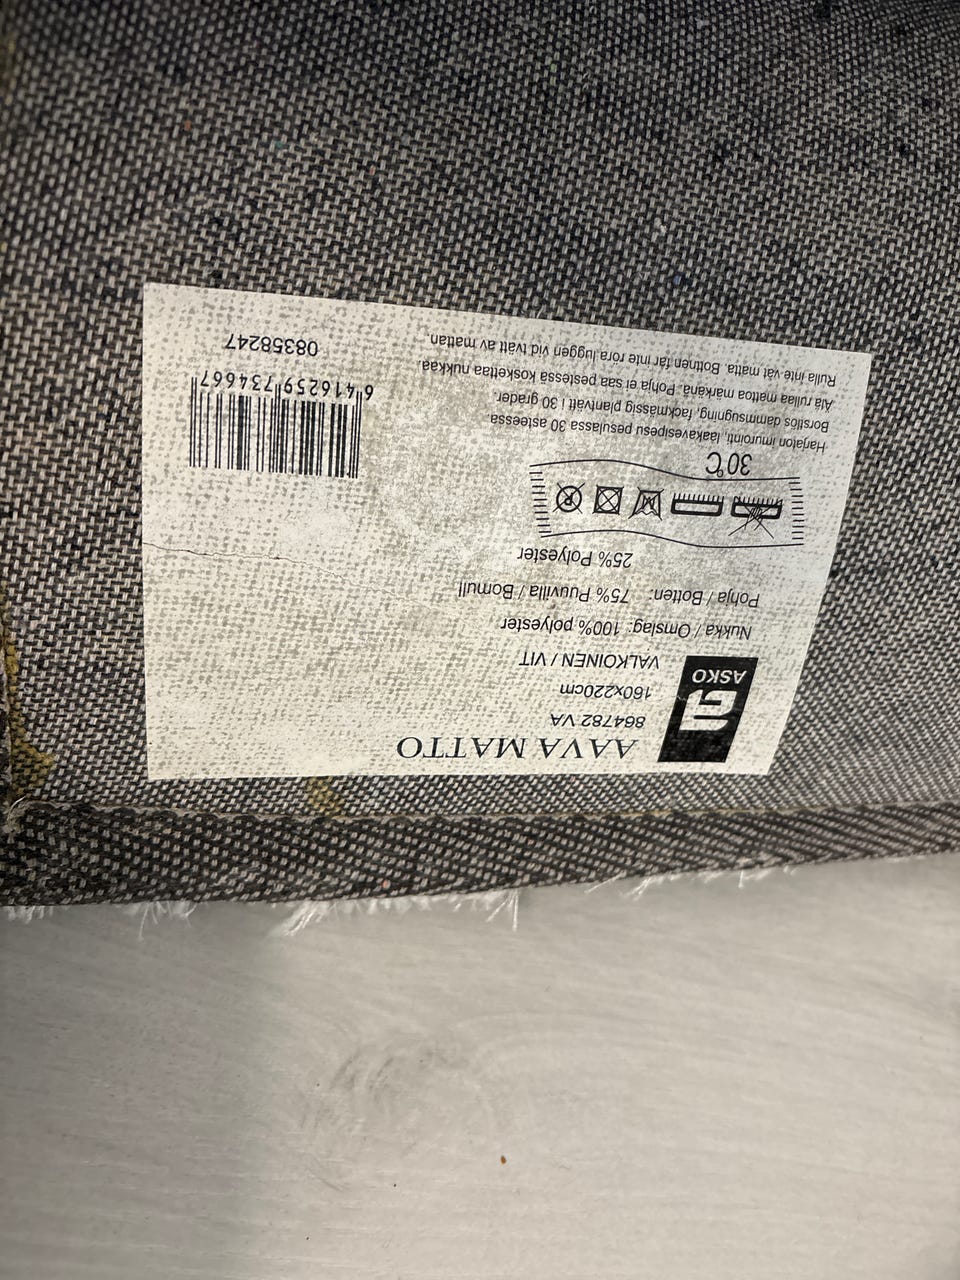 AAVA MATTO
864782 VA
160x220cm
VALKOINEN / VIT
ASKO
Nukka / Omslag: 100% polyester
Pohja / Botten: 75% Puuvilla / Bomull
25% Polyester
P
30°C
Harjaton imurointi, laakavesipesu pesulassa 30 asteessa.
Borstlös dammsugning, fackmässig plantvätt i 30 grader.
Älä rullaa mattoa märkänä. Pohja ei saa pestessä koskettaa nukkaa.
Rulla inte våt matta. Bottnen får inte röra luggen vid tvätt av mattan.
6 416259 734667
08358247